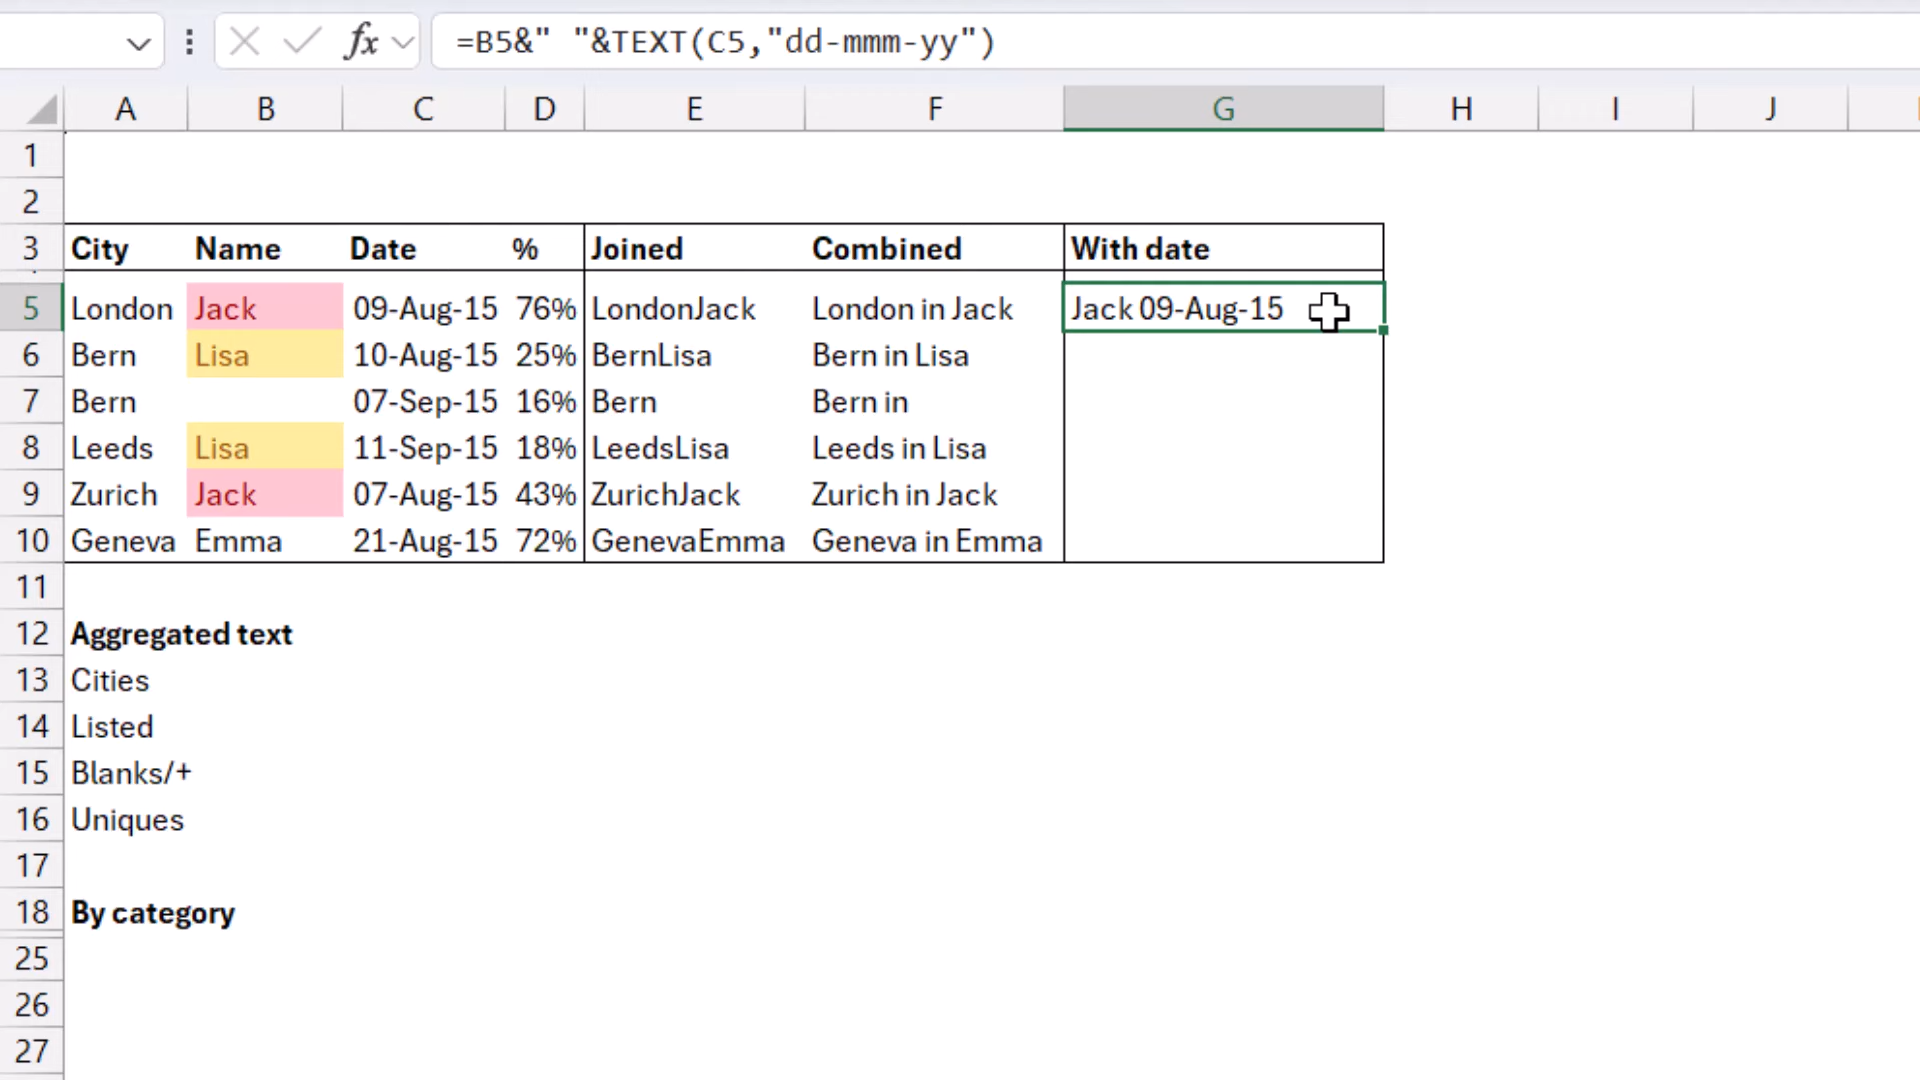 fx =B5&" "&TEXT(C5,"dd-mmm-yy")
A B C D E F G H I J
1
2
3 City Name Date % Joined Combined With date
5 London Jack 09-Aug-15 76% LondonJack London in Jack Jack 09-Aug-15
6 Bern Lisa 10-Aug-15 25% BernLisa Bern in Lisa
7 Bern 07-Sep-15 16% Bern Bern in
8 Leeds Lisa 11-Sep-15 18% LeedsLisa Leeds in Lisa
9 Zurich Jack 07-Aug-15 43% ZurichJack Zurich in Jack
10 Geneva Emma 21-Aug-15 72% GenevaEmma Geneva in Emma
11
12 Aggregated text
13 Cities
14 Listed
15 Blanks/+
16 Uniques
17
18 By category
25
26
27